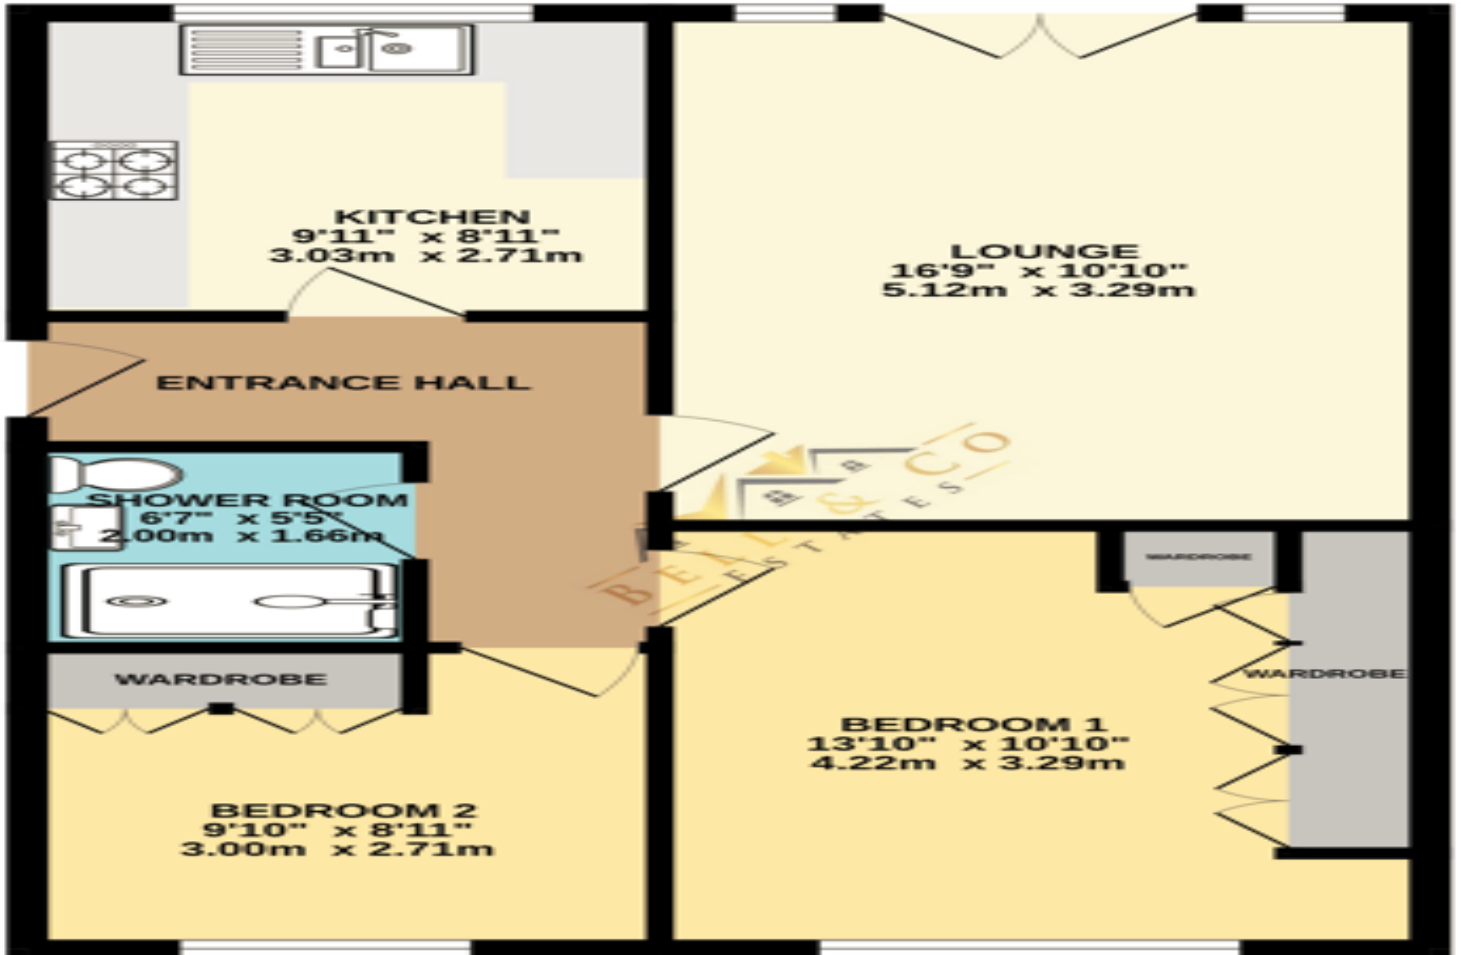 KITCHEN
9'11" x 8'11"
3.03m x 2.71m
LOUNGE
16'9" x 10'10"
5.12m x 3.29m
ENTRANCE HALL
SHOWER ROOM
6'7" x 5'5"
2.00m x 1.66m
& CO
ESTATES
WARDROBE
WARDROBE
WARDROBE
BEDROOM 1
13'10" x 10'10"
4.22m x 3.29m
BEDROOM 2
9'10" x 8'11"
3.00m x 2.71m